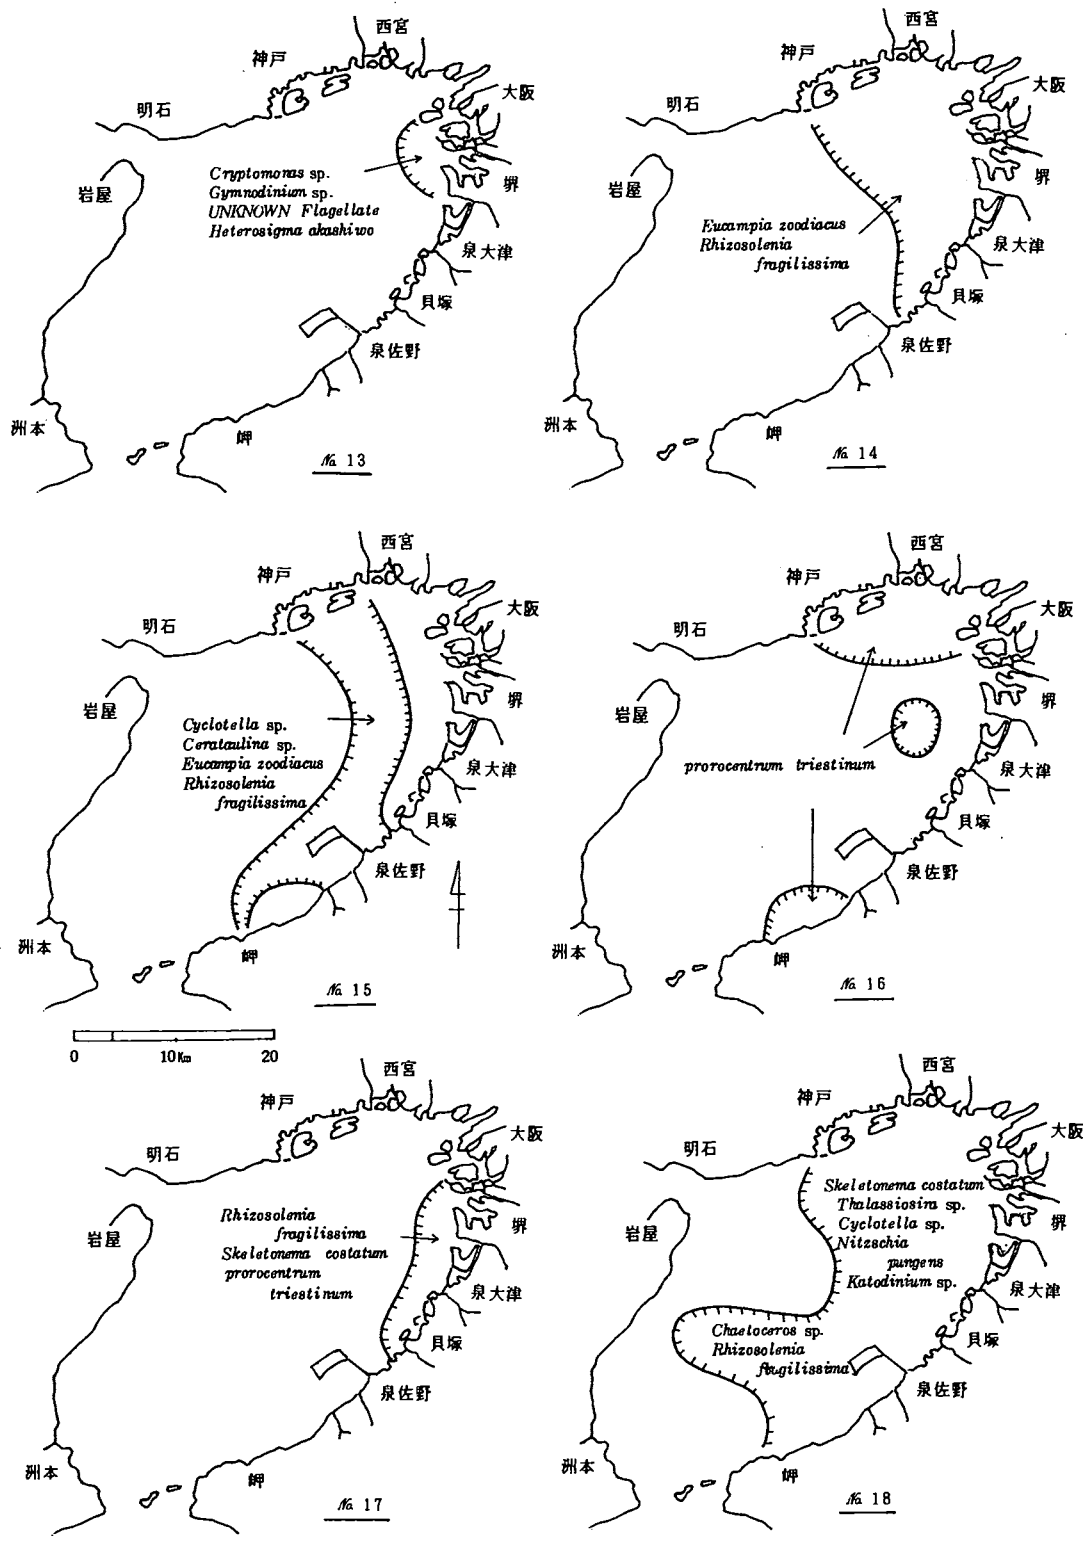 西宮
神戸
大阪
明石
岩屋
Cryptomonas sp.
Gymnodinium sp.
UNKNOWN Flagellate
Heterosigma akashiwo
堺
泉大津
貝塚
泉佐野
洲本
岬
№ 13
西宮
神戸
大阪
明石
岩屋
堺
Eucampia zoodiacus
Rhizosolenia
fragilissima
泉大津
貝塚
泉佐野
洲本
岬
№ 14
西宮
神戸
大阪
明石
岩屋
堺
Cyclotella sp.
Cerataulina sp.
Eucampia zoodiacus
Rhizosolenia
fragilissima
泉大津
貝塚
泉佐野
洲本
岬
№ 15
0 10Km 20
西宮
神戸
大阪
明石
岩屋
堺
prorocentrum triestinum
泉大津
貝塚
泉佐野
洲本
岬
№ 16
西宮
神戸
大阪
明石
岩屋
Rhizosolenia
fragilissima
Skeletonema costatum
prorocentrum
triestinum
堺
泉大津
貝塚
泉佐野
洲本
岬
№ 17
西宮
神戸
大阪
明石
岩屋
Skeletonema costatum
Thalassiosira sp.
Cyclotella sp.
Nitzschia
pungens
Katodinium sp.
堺
泉大津
Chaetoceros sp.
Rhizosolenia
fragilissima
貝塚
泉佐野
洲本
岬
№ 18